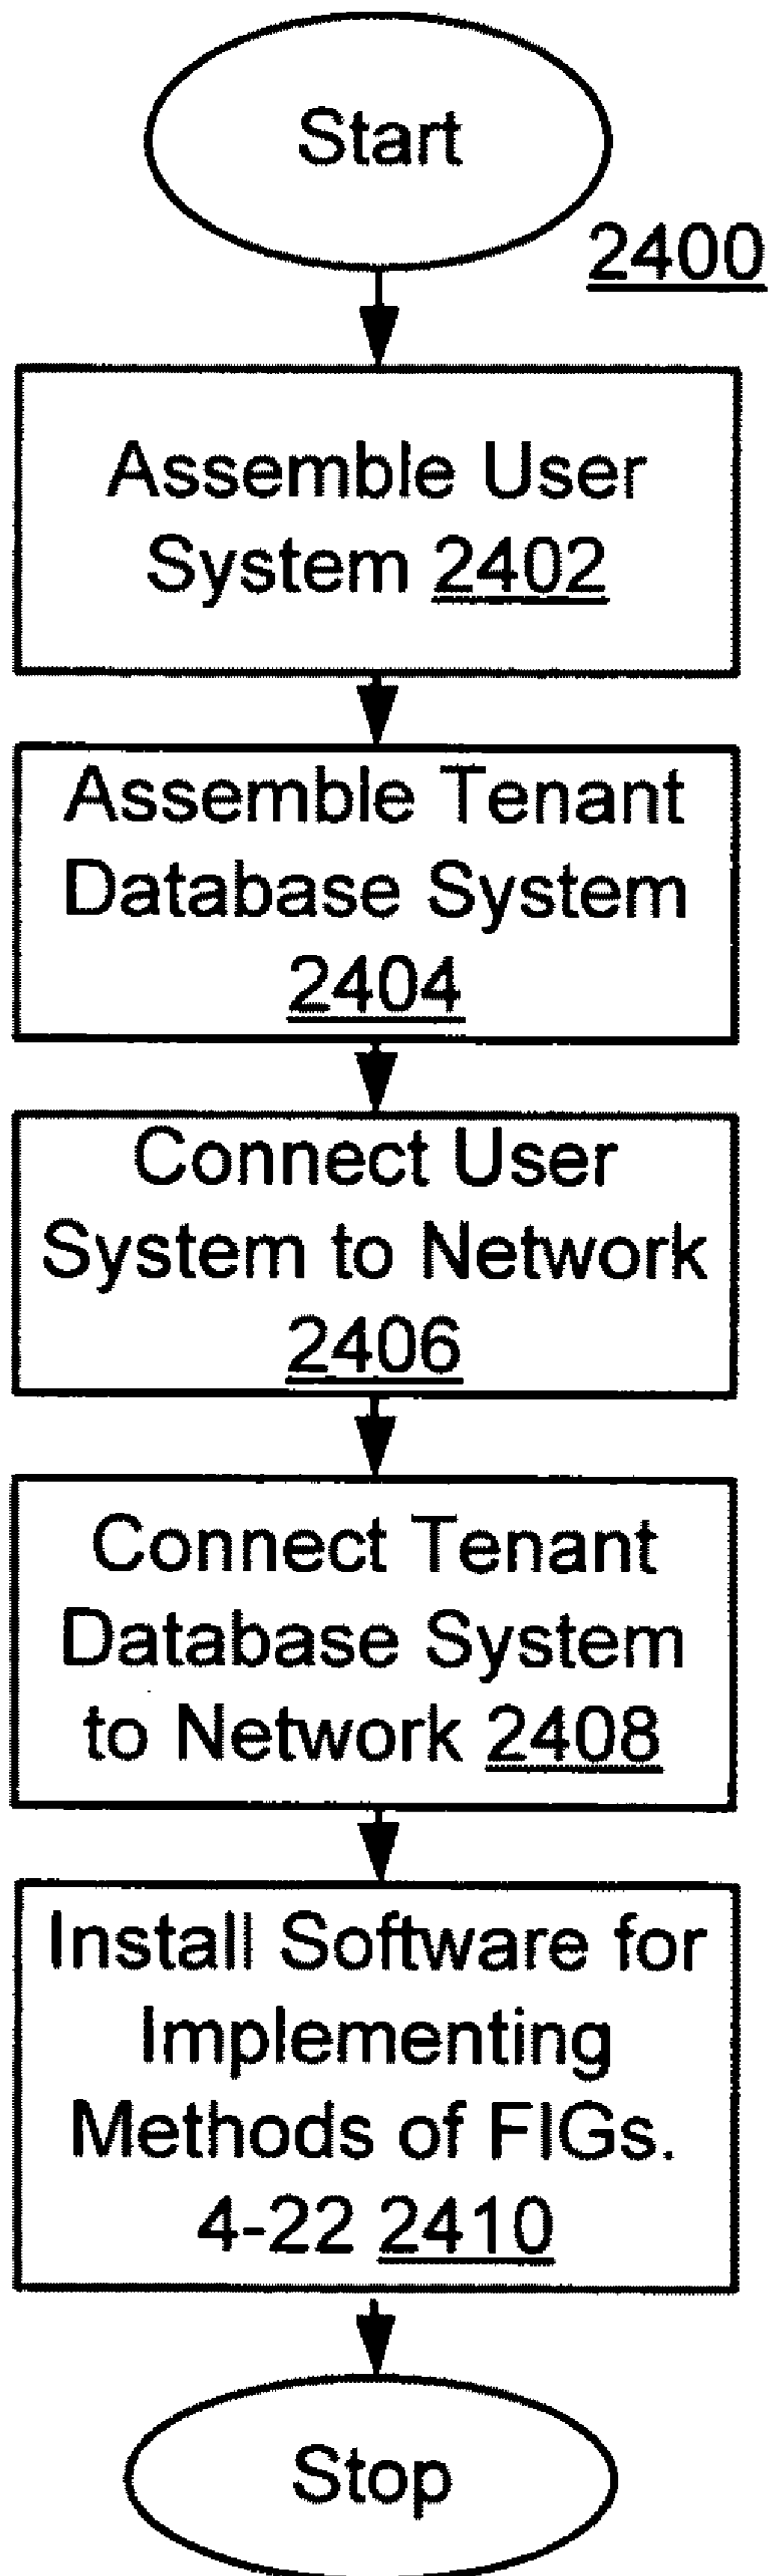 Start
2400
Assemble User
System 2402
Assemble Tenant
Database System
2404
Connect User
System to Network
2406
Connect Tenant
Database System
to Network 2408
Install Software for
Implementing
Methods of FIGs.
4-22 2410
Stop